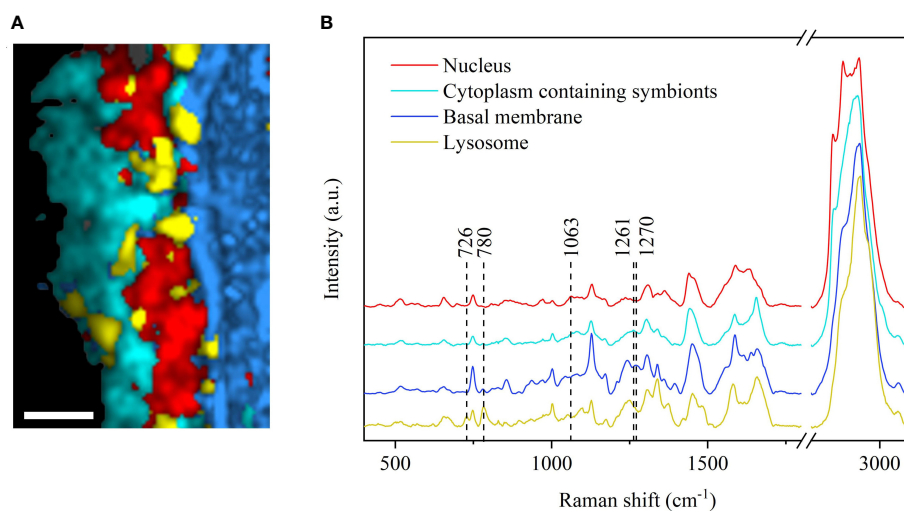 A
B
Nucleus
Cytoplasm containing symbionts
Basal membrane
Lysosome
726
780
1063
1261
1270
Intensity (a.u.)
500
1000
1500
3000
Raman shift (cm⁻¹)